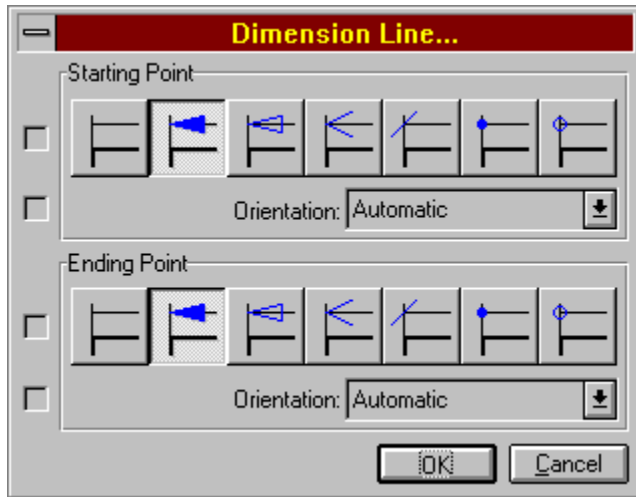 Dimension Line...
Starting Point
Orientation: Automatic
Ending Point
Orientation: Automatic
OK Cancel